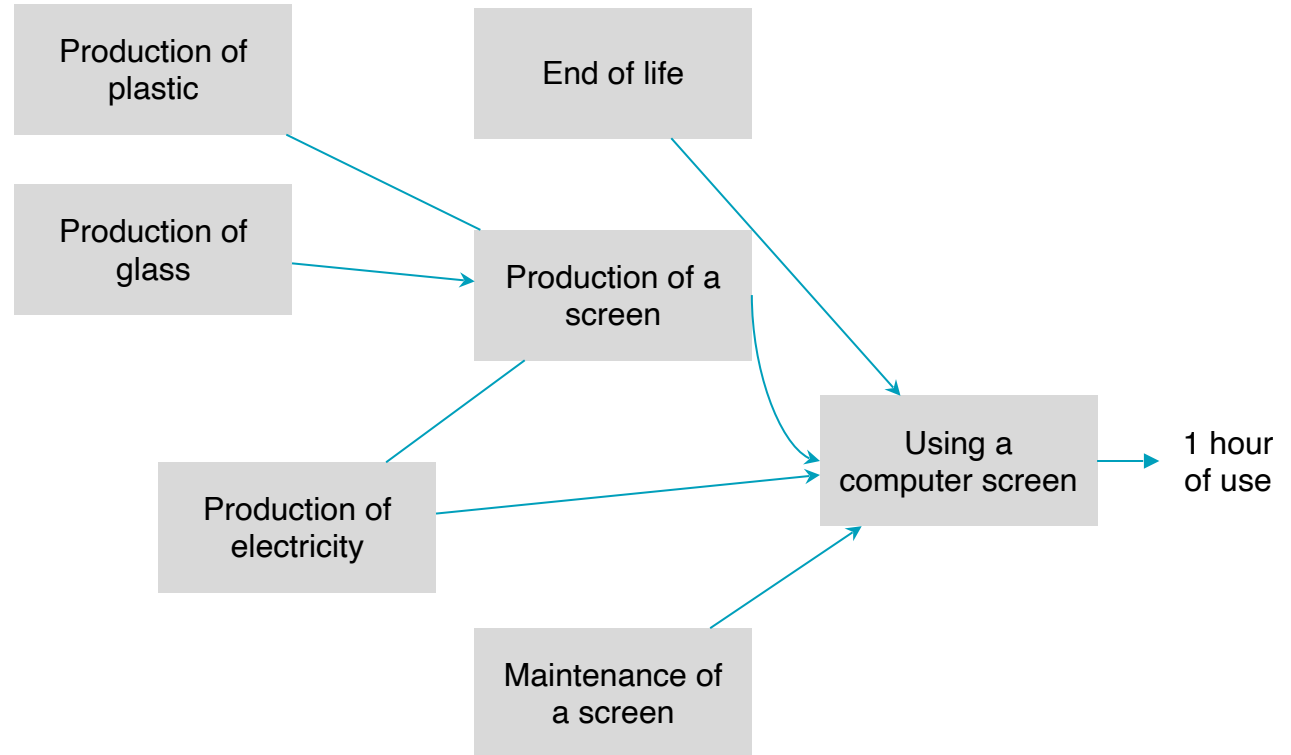 Production of
plastic
End of life
Production of
glass
Production of a
screen
Using a
computer screen
1 hour
of use
Production of
electricity
Maintenance of
a screen